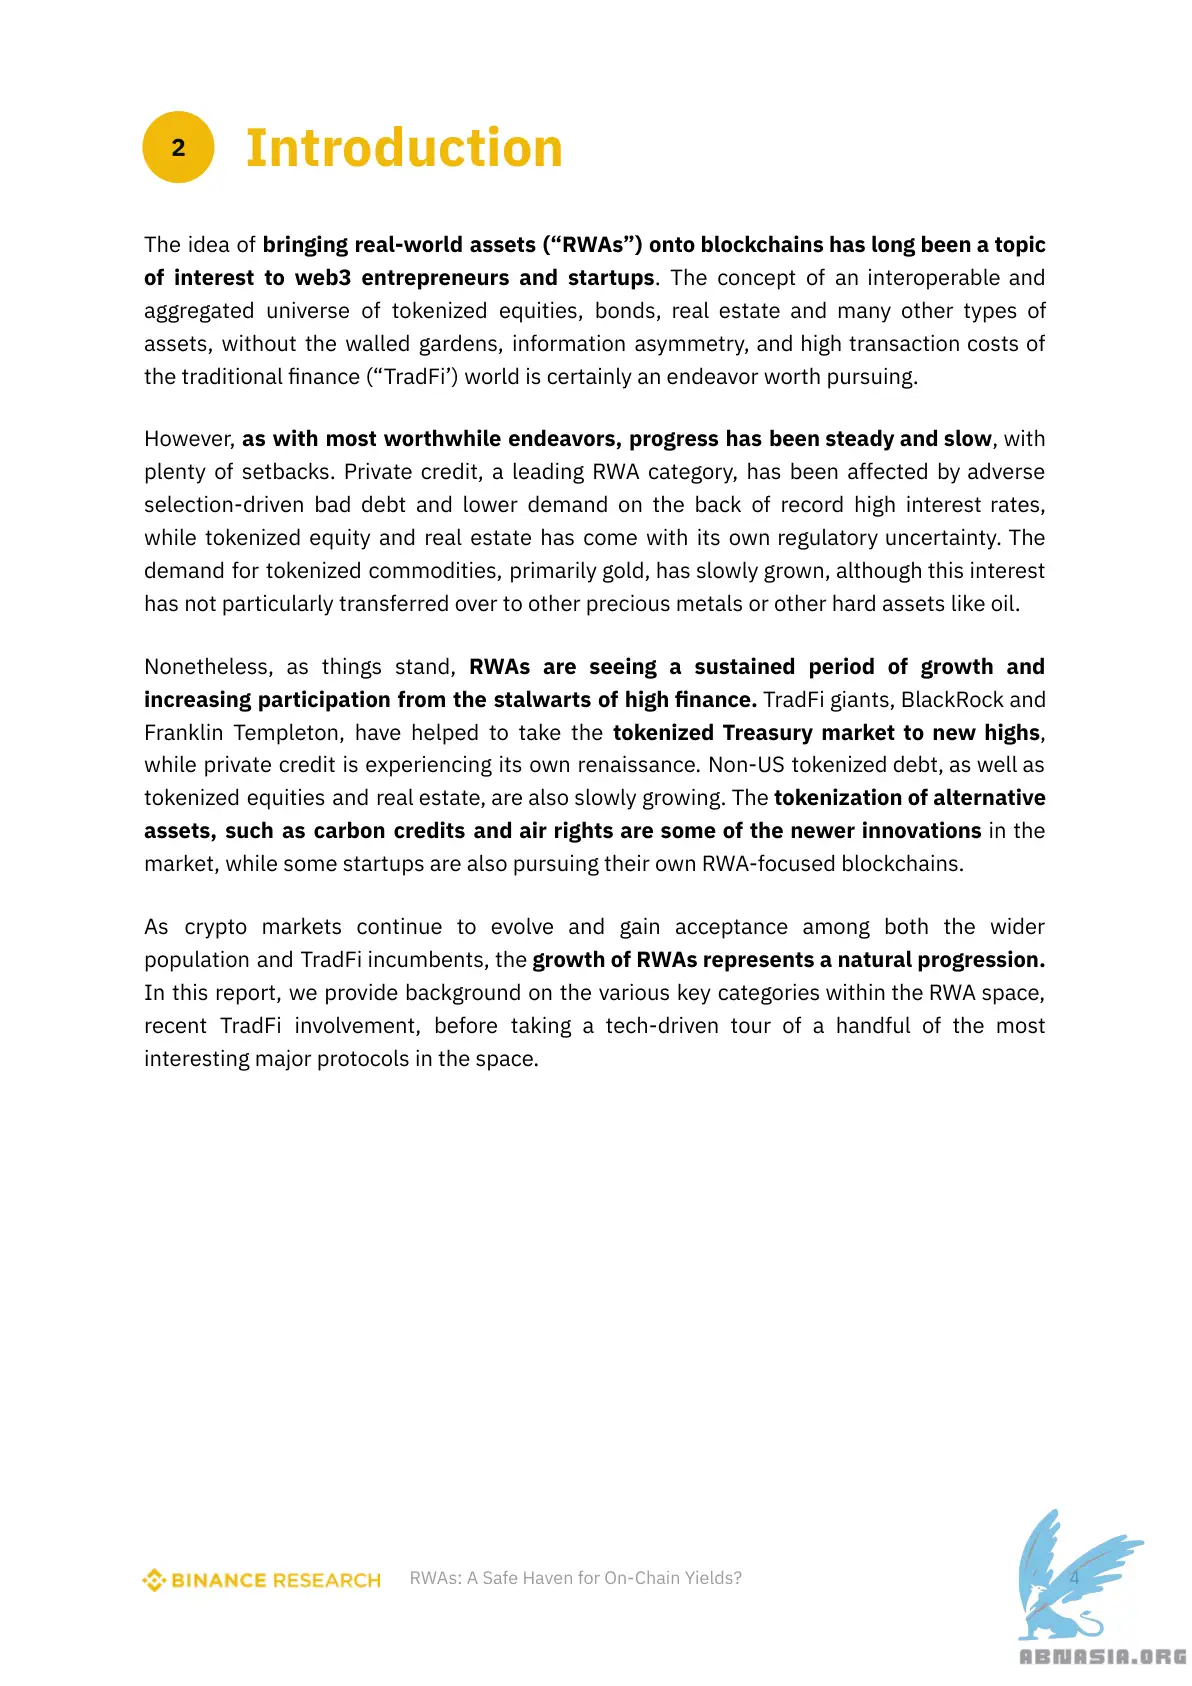 2
Introduction
The idea of bringing real-world assets (“RWAs”) onto blockchains has long been a topic
of interest to web3 entrepreneurs and startups. The concept of an interoperable and
aggregated universe of tokenized equities, bonds, real estate and many other types of
assets, without the walled gardens, information asymmetry, and high transaction costs of
the traditional finance (“TradFi’) world is certainly an endeavor worth pursuing.
However, as with most worthwhile endeavors, progress has been steady and slow, with
plenty of setbacks. Private credit, a leading RWA category, has been affected by adverse
selection-driven bad debt and lower demand on the back of record high interest rates,
while tokenized equity and real estate has come with its own regulatory uncertainty. The
demand for tokenized commodities, primarily gold, has slowly grown, although this interest
has not particularly transferred over to other precious metals or other hard assets like oil.
Nonetheless, as things stand, RWAs are seeing a sustained period of growth and
increasing participation from the stalwarts of high finance. TradFi giants, BlackRock and
Franklin Templeton, have helped to take the tokenized Treasury market to new highs,
while private credit is experiencing its own renaissance. Non-US tokenized debt, as well as
tokenized equities and real estate, are also slowly growing. The tokenization of alternative
assets, such as carbon credits and air rights are some of the newer innovations in the
market, while some startups are also pursuing their own RWA-focused blockchains.
As crypto markets continue to evolve and gain acceptance among both the wider
population and TradFi incumbents, the growth of RWAs represents a natural progression.
In this report, we provide background on the various key categories within the RWA space,
recent TradFi involvement, before taking a tech-driven tour of a handful of the most
interesting major protocols in the space.
BINANCE RESEARCH
RWAs: A Safe Haven for On-Chain Yields?
4
ABNASIA.ORG